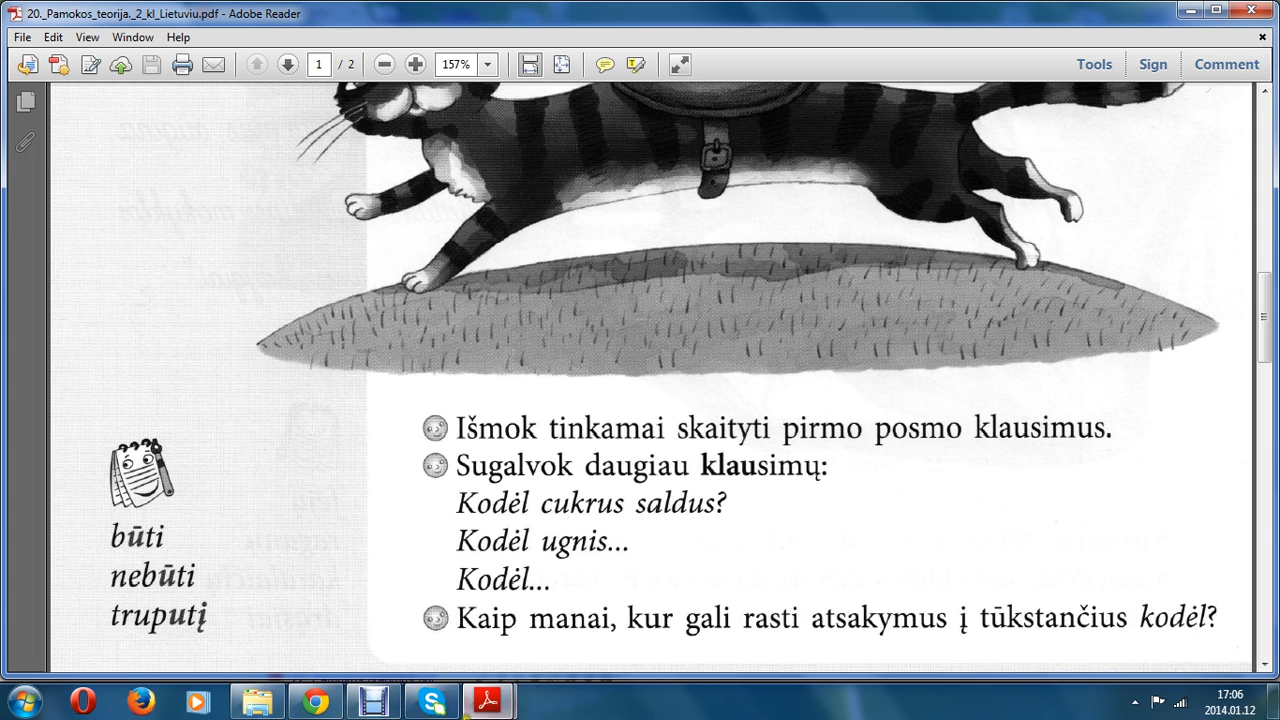 20._Pamokos_teorija._2_kl_Lietuviu.pdf - Adobe Reader
File Edit View Window Help
1 / 2 157% Tools Sign Comment
Išmok tinkamai skaityti pirmo posmo klausimus.
Sugalvok daugiau klausimų:
Kodėl cukrus saldus?
Kodėl ugnis...
Kodėl...
Kaip manai, kur gali rasti atsakymus į tūkstančius kodėl?
būti
nebūti
truputį
17:06
2014.01.12